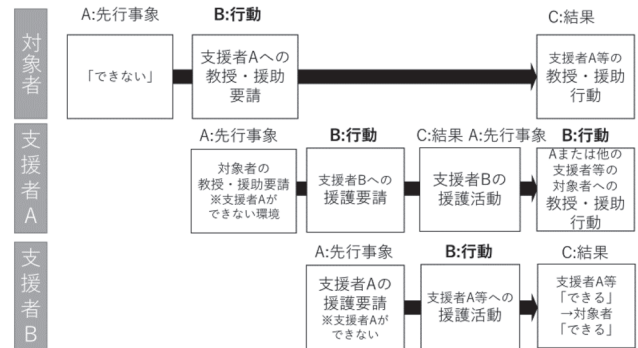 A:先行事象
B:行動
C:結果
対象者
「できない」
支援者Aへの
教授・援助
要請
支援者A等の
教授・援助
行動
A:先行事象
B:行動
C:結果 A:先行事象
B:行動
支援者A
対象者の
教授・援助要請
※支援者Aが
できない環境
支援者Bへの
援護要請
支援者Bの
援護活動
Aまたは他の
支援者等の
対象者への
教授・援助
行動
A:先行事象
B:行動
C:結果
支援者B
支援者Aの
援護要請
※支援者Aが
できない
支援者A等への
援護活動
支援者A等
「できる」
→対象者
「できる」